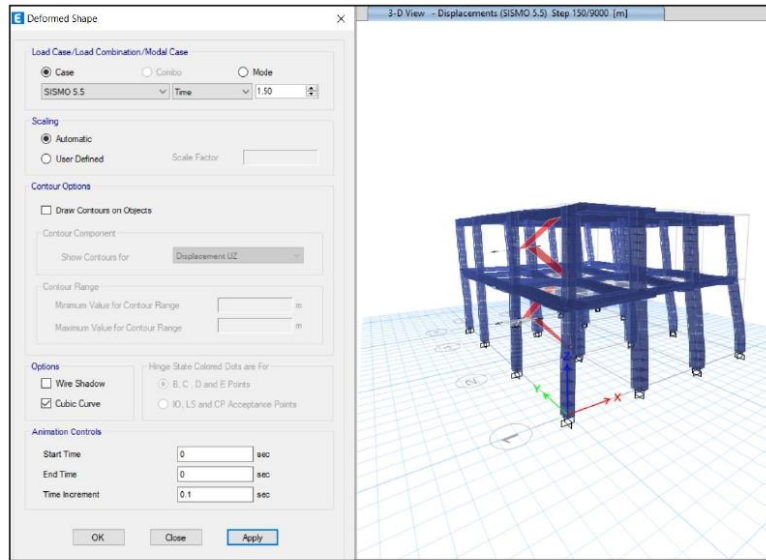 Deformed Shape
Load Case/Load Combination/Modal Case
Case
Combo
Mode
SISMO 5.5
Time
1.50
Scaling
Automatic
User Defined
Scale Factor
Contour Options
Draw Contours on Objects
Contour Component
Show Contours for
Displacement UZ
Contour Range
Minimum Value for Contour Range
m
Maximum Value for Contour Range
m
Options
Wire Shadow
Cubic Curve
Hinge State Colored Dots are For
B, C , D and E Points
IO, LS and CP Acceptance Points
Animation Controls
Start Time
0
sec
End Time
0
sec
Time Increment
0.1
sec
OK
Close
Apply
3-D View - Displacements (SISMO 5.5) Step 150/9000 [m]
Z
Y
X
1